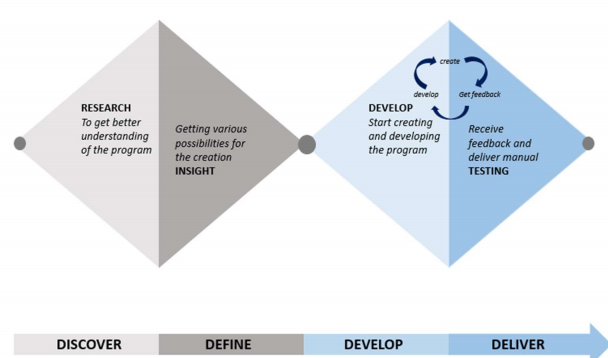 RESEARCH
To get better
understanding
of the program
Getting various
possibilities for
the creation
INSIGHT
DEVELOP
Start creating
and developing
the program
create
develop
Get feedback
Receive
feedback and
deliver manual
TESTING
DISCOVER
DEFINE
DEVELOP
DELIVER